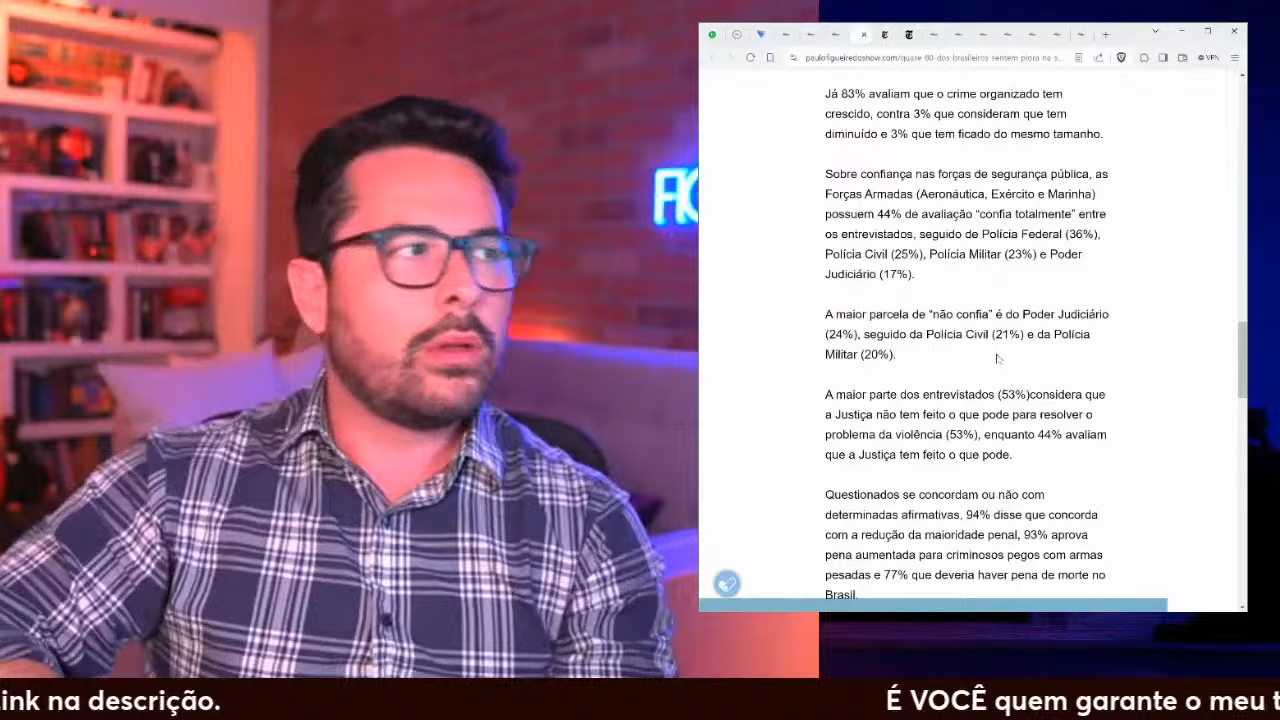 paulofigueiredoshow.com/quase 80 dos brasileiros sentem piora na s...
VPN
Já 83% avaliam que o crime organizado tem
crescido, contra 3% que consideram que tem
diminuído e 3% que tem ficado do mesmo tamanho.
Sobre confiança nas forças de segurança pública, as
Forças Armadas (Aeronáutica, Exército e Marinha)
possuem 44% de avaliação “confia totalmente” entre
os entrevistados, seguido de Polícia Federal (36%),
Polícia Civil (25%), Polícia Militar (23%) e Poder
Judiciário (17%).
A maior parcela de “não confia” é do Poder Judiciário
(24%), seguido da Polícia Civil (21%) e da Polícia
Militar (20%).
A maior parte dos entrevistados (53%)considera que
a Justiça não tem feito o que pode para resolver o
problema da violência (53%), enquanto 44% avaliam
que a Justiça tem feito o que pode.
Questionados se concordam ou não com
determinadas afirmativas, 94% disse que concorda
com a redução da maioridade penal, 93% aprova
pena aumentada para criminosos pegos com armas
pesadas e 77% que deveria haver pena de morte no
Brasil.
na descrição.
É VOCÊ quem garante o meu